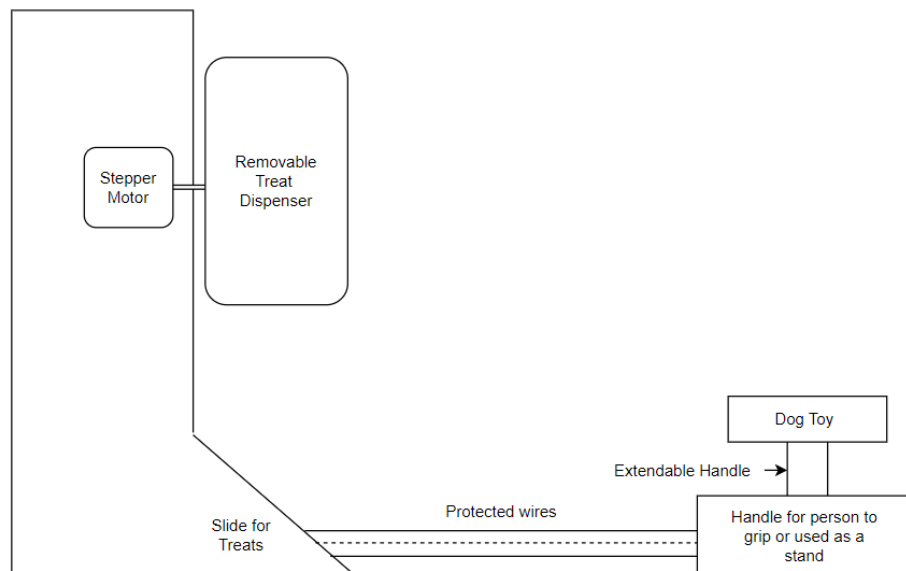 Stepper
Motor
Removable
Treat
Dispenser
Dog Toy
Extendable Handle
Protected wires
Slide for
Treats
Handle for person to
grip or used as a
stand